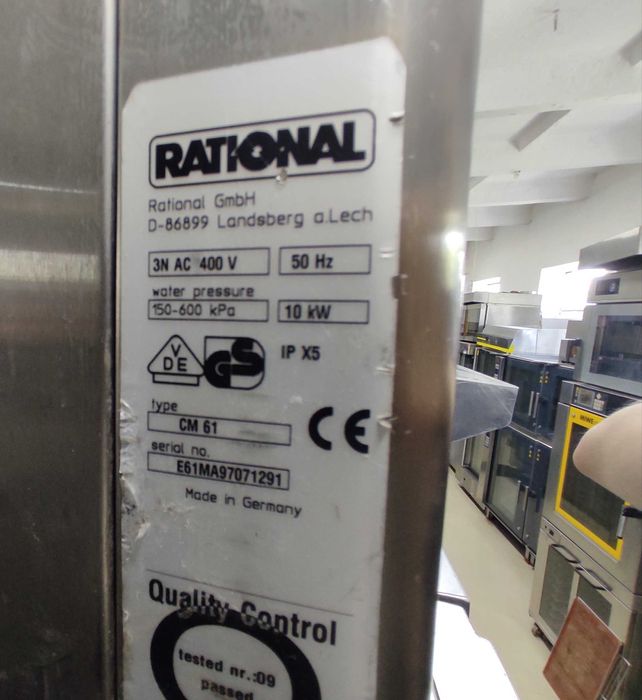 RATIONAL
Rational GmbH
D-86899 Landsberg a.Lech
3N AC 400 V 50 Hz
water pressure
150-600 kPa 10 kW
VDE GS IP X5
type
CM 61 CE
serial no.
E61MA97071291
Made in Germany
Quality Control
tested nr.:09
passed
MIWE